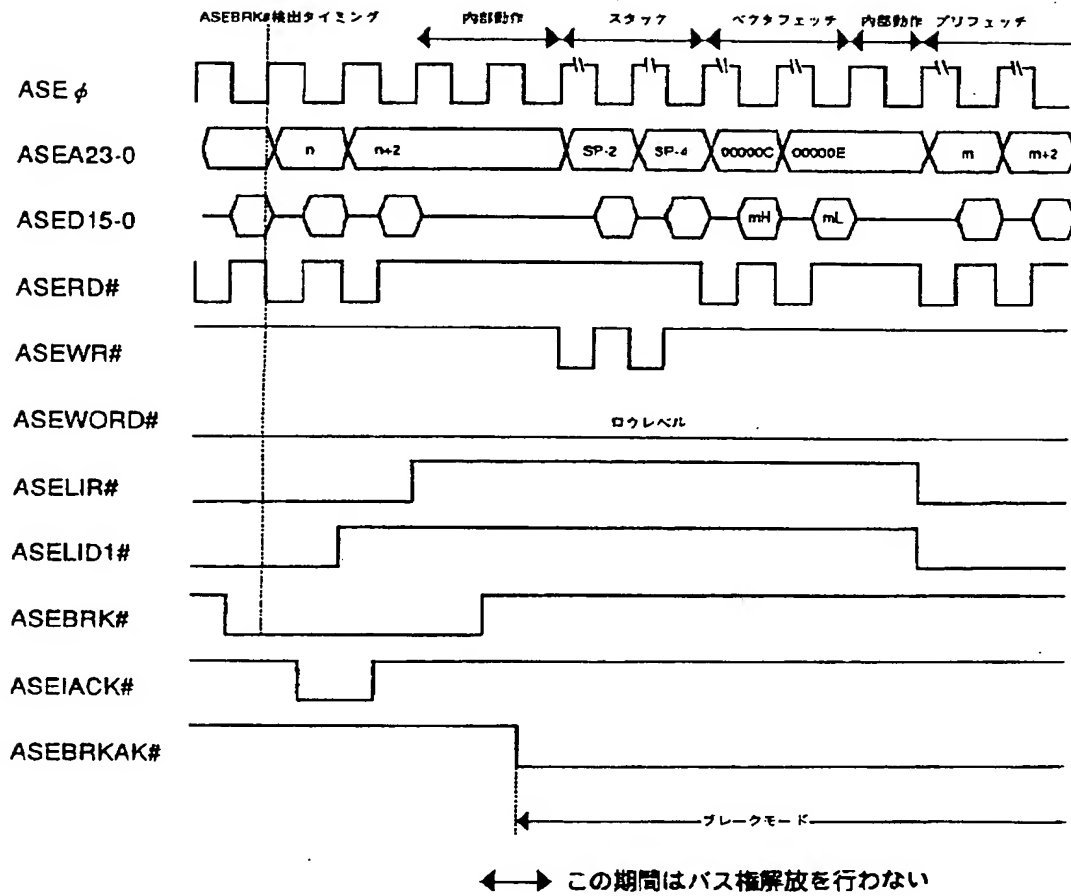 ASEBRK#検出タイミング
内部動作
スタック
ベクタフェッチ
内部動作
プリフェッチ
ASEφ
ASEA23-0
n
n+2
SP-2
SP-4
00000C
00000E
m
m+2
ASED15-0
mH
mL
ASERD#
ASEWR#
ASEWORD#
ロウレベル
ASELIR#
ASELID1#
ASEBRK#
ASEIACK#
ASEBRKAK#
ブレークモード
この期間はバス権解放を行わない